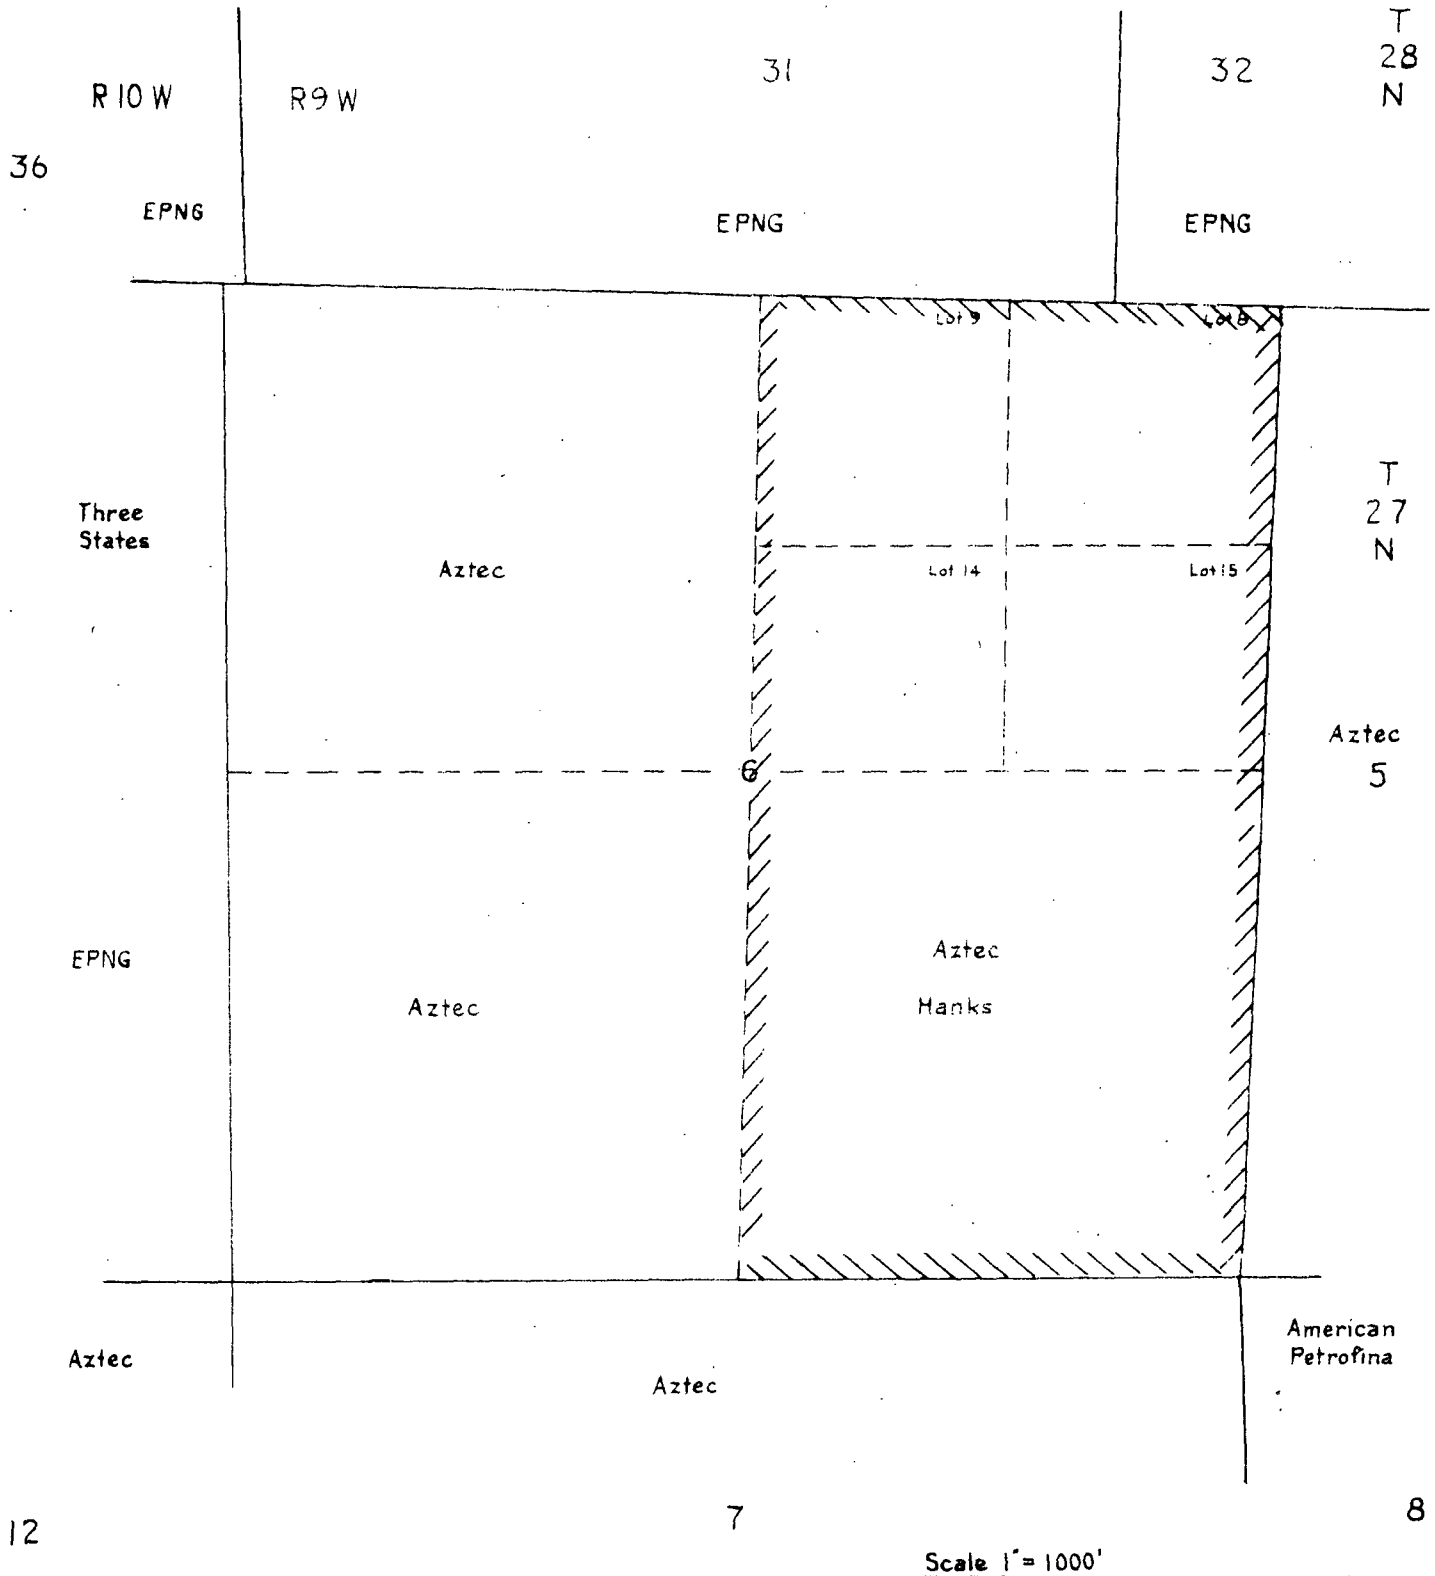 T
28
N
31
32
R 10 W
R 9 W
36
EPNG
EPNG
EPNG
Lot 9
Lot 8
T
27
N
Three
States
Aztec
Lot 14
Lot 15
Aztec
6
5
EPNG
Aztec
Hanks
Aztec
American
Petrofina
Aztec
Aztec
7
8
12
Scale 1" = 1000'